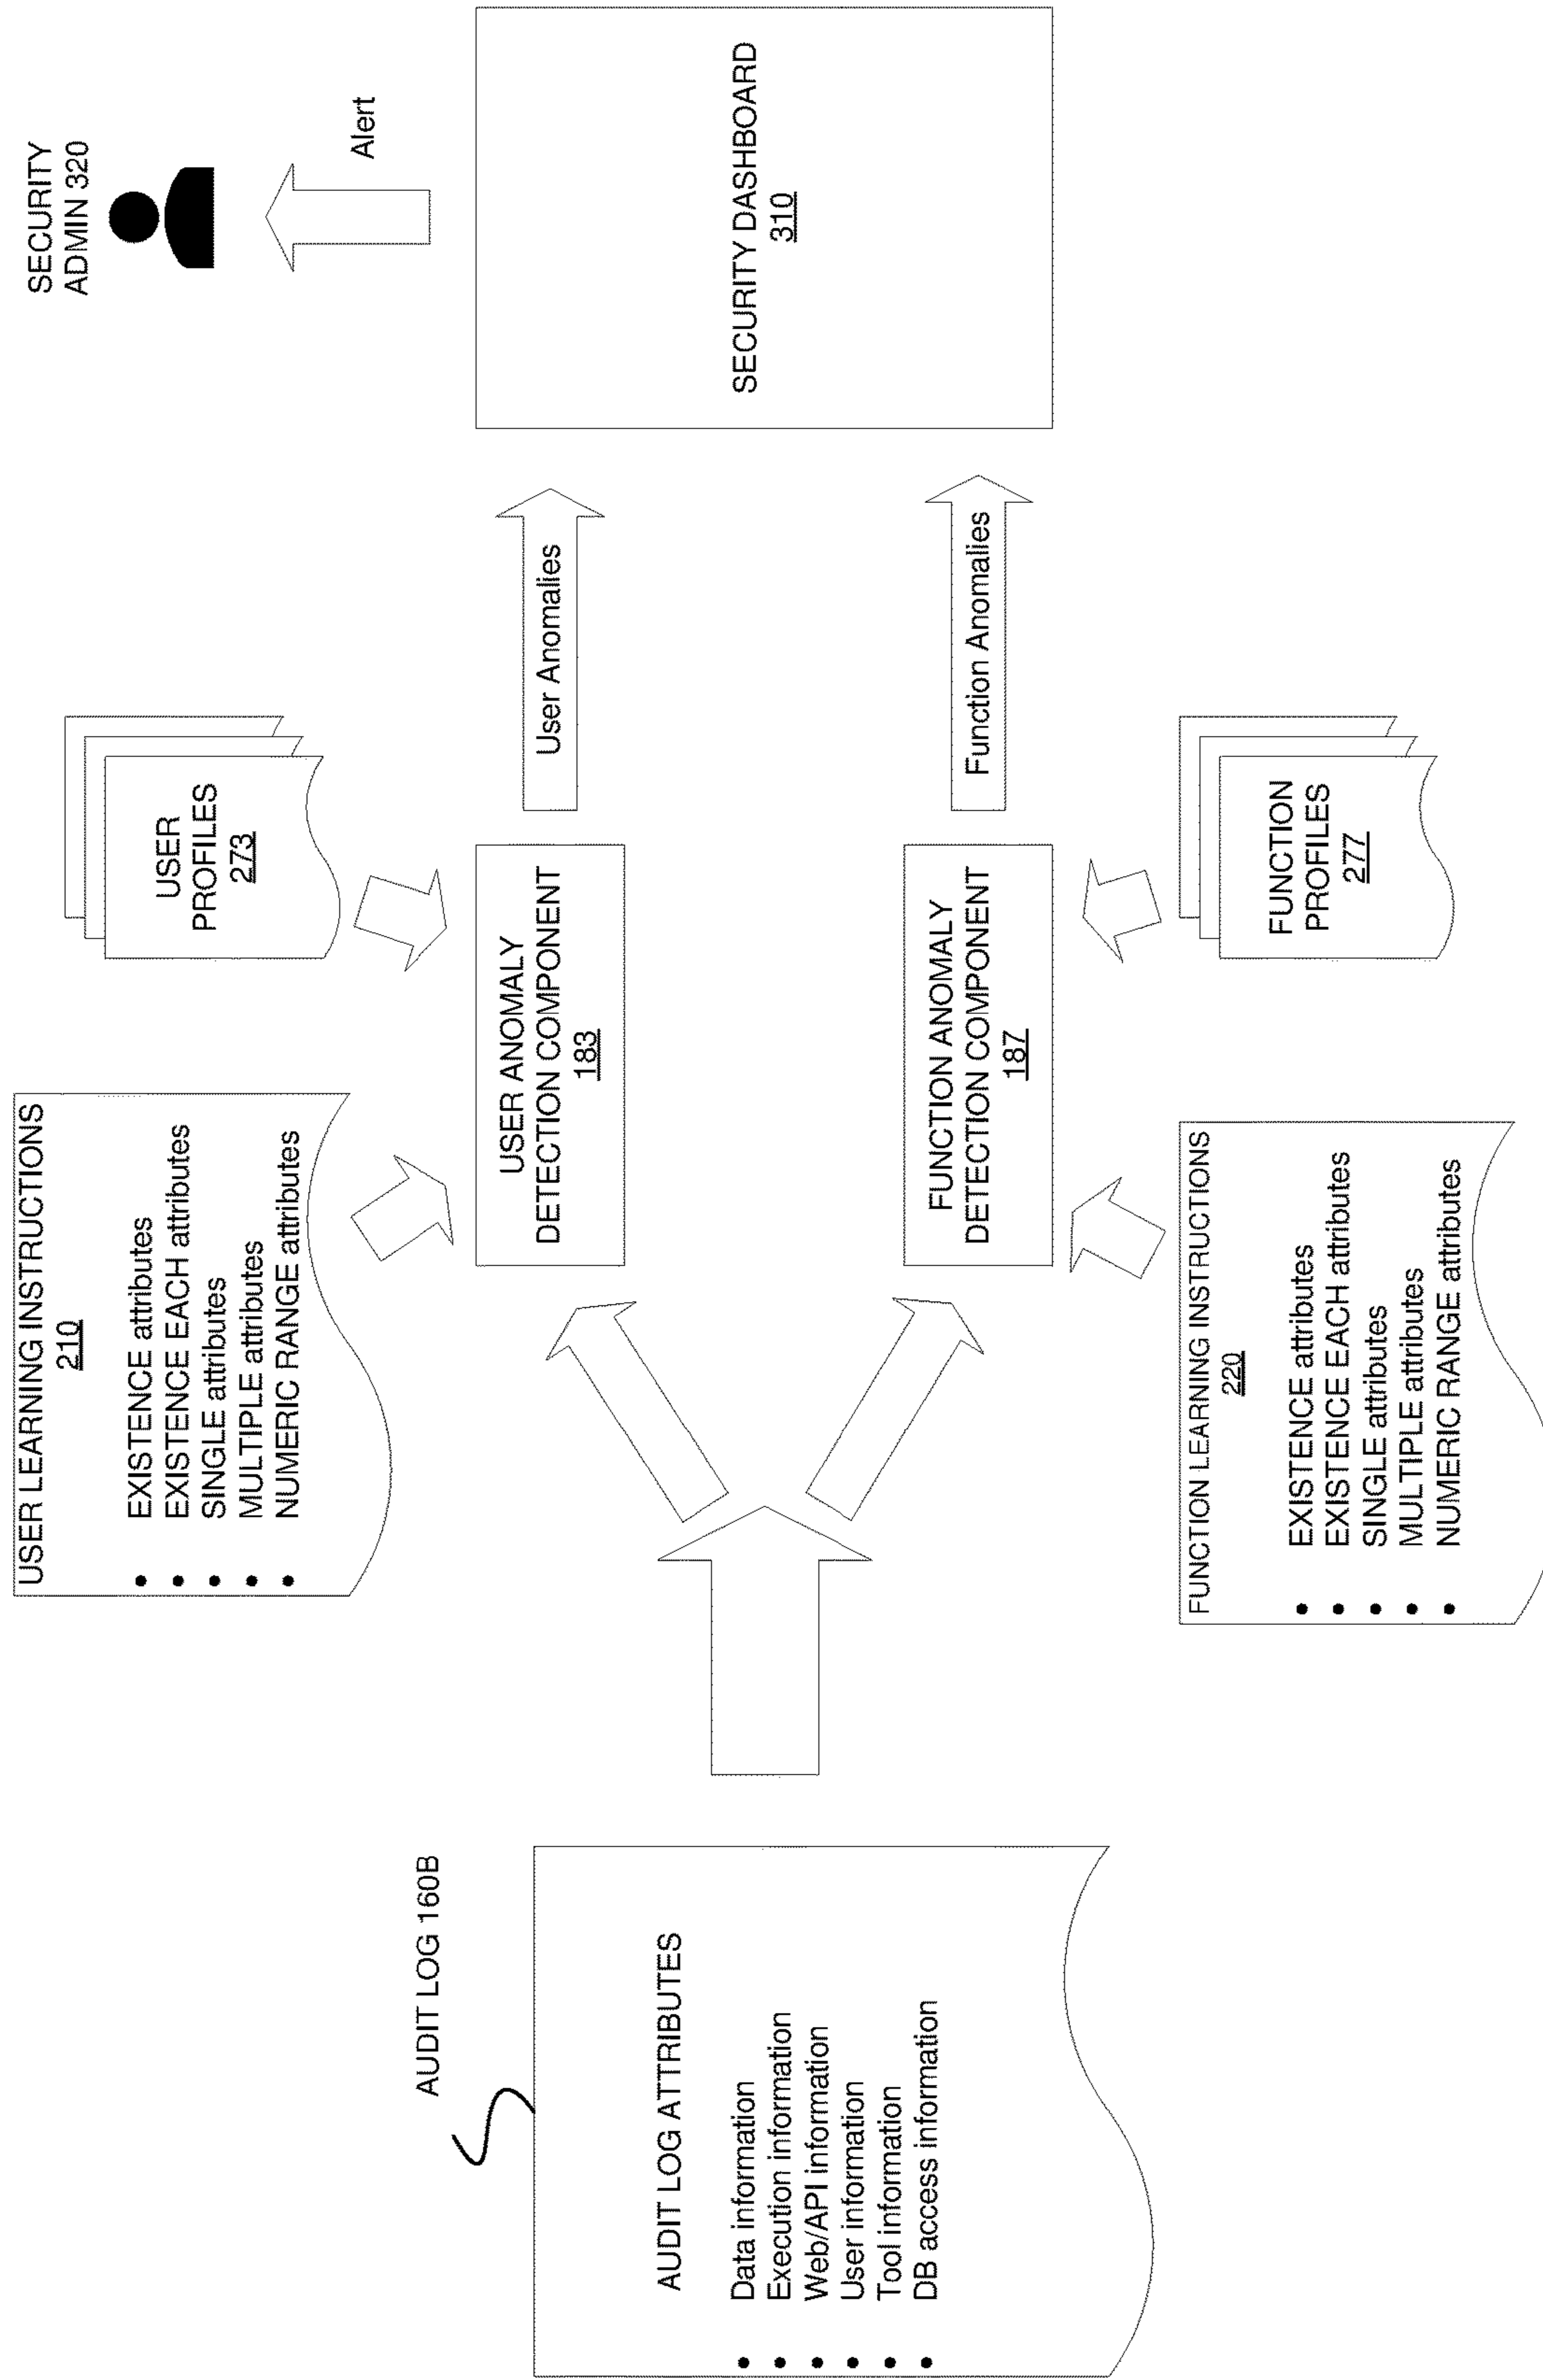 AUDIT LOG 160B
AUDIT LOG ATTRIBUTES
• Data information
• Execution information
• Web/API information
• User information
• Tool information
• DB access information
USER LEARNING INSTRUCTIONS
210
• EXISTENCE attributes
• EXISTENCE EACH attributes
• SINGLE attributes
• MULTIPLE attributes
• NUMERIC RANGE attributes
USER
PROFILES
273
USER ANOMALY
DETECTION COMPONENT
183
FUNCTION ANOMALY
DETECTION COMPONENT
187
FUNCTION LEARNING INSTRUCTIONS
220
• EXISTENCE attributes
• EXISTENCE EACH attributes
• SINGLE attributes
• MULTIPLE attributes
• NUMERIC RANGE attributes
FUNCTION
PROFILES
277
User Anomalies
Function Anomalies
SECURITY DASHBOARD
310
Alert
SECURITY
ADMIN 320